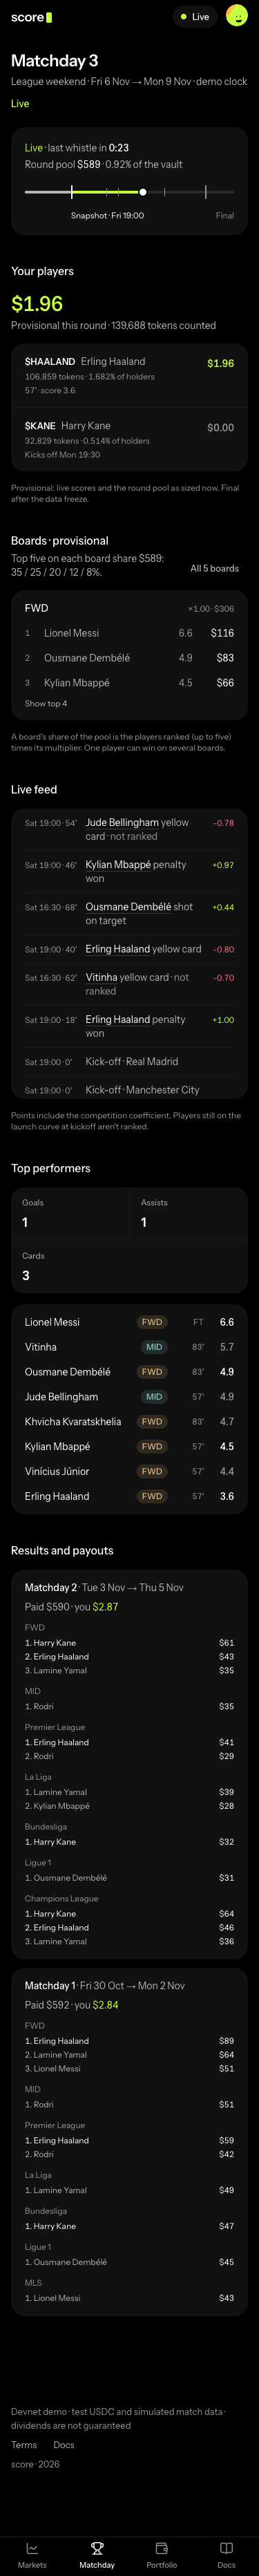 score
Live
Matchday 3
League weekend · Fri 6 Nov → Mon 9 Nov · demo clock
Live
Live · last whistle in 0:23
Round pool $589 · 0.92% of the vault
Snapshot · Fri 19:00 Final
Your players
$1.96
Provisional this round · 139,688 tokens counted
$HAALAND Erling Haaland $1.96
106,859 tokens · 1.682% of holders
57′ · score 3.6
$KANE Harry Kane $0.00
32,829 tokens · 0.514% of holders
Kicks off Mon 19:30
Provisional: live scores and the round pool as sized now. Final
after the data freeze.
Boards · provisional
Top five on each board share $589:
35 / 25 / 20 / 12 / 8%.
All 5 boards
FWD ×1.00 · $306
1 Lionel Messi 6.6 $116
2 Ousmane Dembélé 4.9 $83
3 Kylian Mbappé 4.5 $66
Show top 4
A board's share of the pool is the players ranked (up to five)
times its multiplier. One player can win on several boards.
Live feed
Sat 19:00 · 54′ Jude Bellingham yellow -0.78
card · not ranked
Sat 19:00 · 46′ Kylian Mbappé penalty +0.97
won
Sat 16:30 · 68′ Ousmane Dembélé shot +0.44
on target
Sat 19:00 · 40′ Erling Haaland yellow card -0.80
Sat 16:30 · 62′ Vitinha yellow card · not -0.70
ranked
Sat 19:00 · 18′ Erling Haaland penalty +1.00
won
Sat 19:00 · 0′ Kick-off · Real Madrid
Sat 19:00 · 0′ Kick-off · Manchester City
Points include the competition coefficient. Players still on the
launch curve at kickoff aren't ranked.
Top performers
Goals Assists
1 1
Cards
3
Lionel Messi FWD FT 6.6
Vitinha MID 83′ 5.7
Ousmane Dembélé FWD 83′ 4.9
Jude Bellingham MID 57′ 4.9
Khvicha Kvaratskhelia FWD 83′ 4.7
Kylian Mbappé FWD 57′ 4.5
Vinícius Júnior FWD 57′ 4.4
Erling Haaland FWD 57′ 3.6
Results and payouts
Matchday 2 · Tue 3 Nov → Thu 5 Nov
Paid $590 · you $2.87
FWD
1. Harry Kane $61
2. Erling Haaland $43
3. Lamine Yamal $35
MID
1. Rodri $35
Premier League
1. Erling Haaland $41
2. Rodri $29
La Liga
1. Lamine Yamal $39
2. Kylian Mbappé $28
Bundesliga
1. Harry Kane $32
Ligue 1
1. Ousmane Dembélé $31
Champions League
1. Harry Kane $64
2. Erling Haaland $46
3. Lamine Yamal $36
Matchday 1 · Fri 30 Oct → Mon 2 Nov
Paid $592 · you $2.84
FWD
1. Erling Haaland $89
2. Lamine Yamal $64
3. Lionel Messi $51
MID
1. Rodri $51
Premier League
1. Erling Haaland $59
2. Rodri $42
La Liga
1. Lamine Yamal $49
Bundesliga
1. Harry Kane $47
Ligue 1
1. Ousmane Dembélé $45
MLS
1. Lionel Messi $43
Devnet demo · test USDC and simulated match data ·
dividends are not guaranteed
Terms Docs
score · 2026
Markets Matchday Portfolio Docs